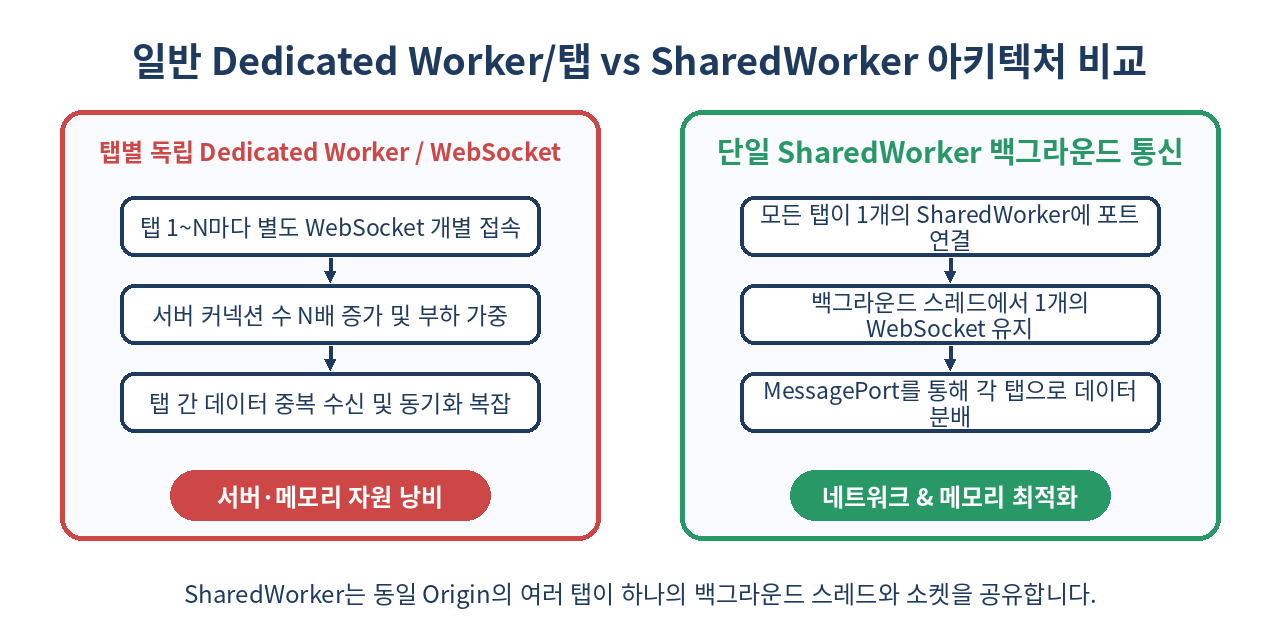 일반 Dedicated Worker/탭 vs SharedWorker 아키텍처 비교
탭별 독립 Dedicated Worker / WebSocket
탭 1~N마다 별도 WebSocket 개별 접속
서버 커넥션 수 N배 증가 및 부하 가중
탭 간 데이터 중복 수신 및 동기화 복잡
서버·메모리 자원 낭비
단일 SharedWorker 백그라운드 통신
모든 탭이 1개의 SharedWorker에 포트
연결
백그라운드 스레드에서 1개의
WebSocket 유지
MessagePort를 통해 각 탭으로 데이터
분배
네트워크 & 메모리 최적화
SharedWorker는 동일 Origin의 여러 탭이 하나의 백그라운드 스레드와 소켓을 공유합니다.